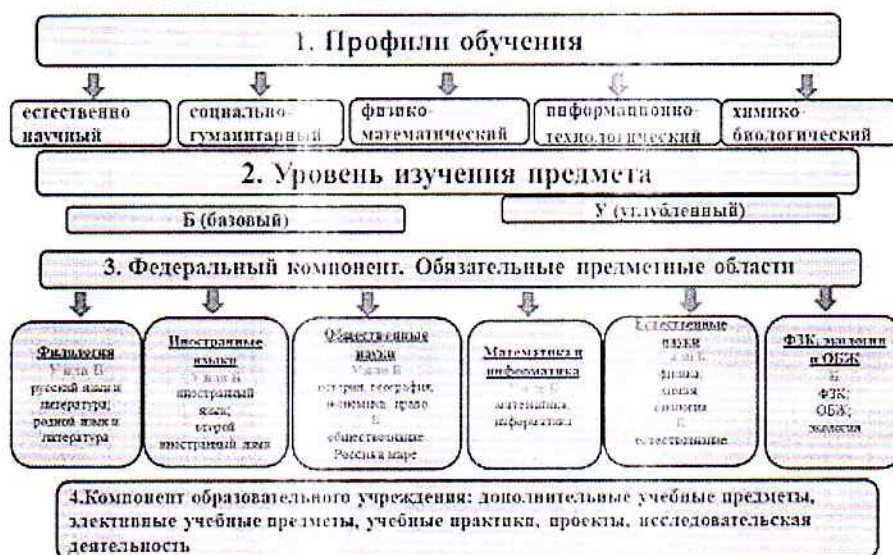 1. Профили обучения
естественно
научный
социально-
гуманитарный
физико-
математический
информационно-
технологический
химико-
биологический
2. Уровень изучения предмета
Б (базовый)
У (углубленный)
3. Федеральный компонент. Обязательные предметные области
Филология
У или Б
русский язык и
литература;
родной язык и
литература
Иностранные
языки
У или Б
иностранный
язык;
второй
иностранный язык
Общественные
науки
У или Б
история, география,
экономика, право
Б
обществознание
Россия в мире
Математика и
информатика
У или Б
математика,
информатика
Естественные
науки
У или Б
физика,
химия
биология
Б
естествознание
ФЗК, экология
и ОБЖ
Б
ФЗК;
ОБЖ;
экология
4.Компонент образовательного учреждения: дополнительные учебные предметы,
элективные учебные предметы, учебные практики, проекты, исследовательская
деятельность